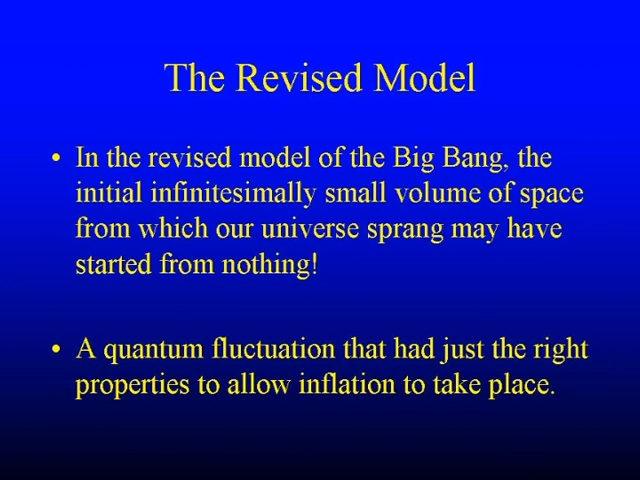 The Revised Model
• In the revised model of the Big Bang, the
initial infinitesimally small volume of space
from which our universe sprang may have
started from nothing!
• A quantum fluctuation that had just the right
properties to allow inflation to take place.